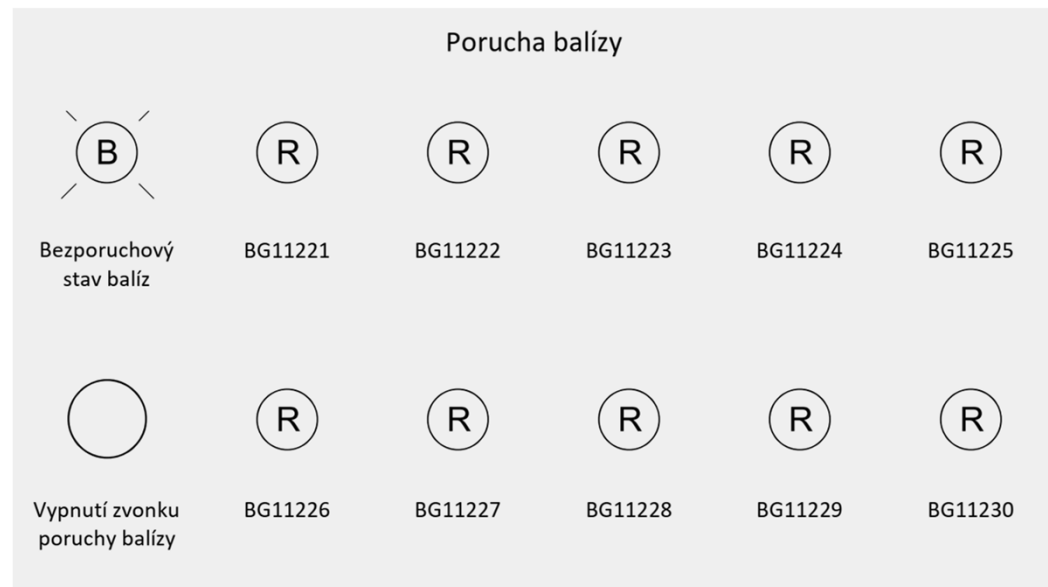 Porucha balízy
B R R R R R
Bezporuchový BG11221 BG11222 BG11223 BG11224 BG11225
stav balíz
R R R R R
Vypnutí zvonku BG11226 BG11227 BG11228 BG11229 BG11230
poruchy balízy